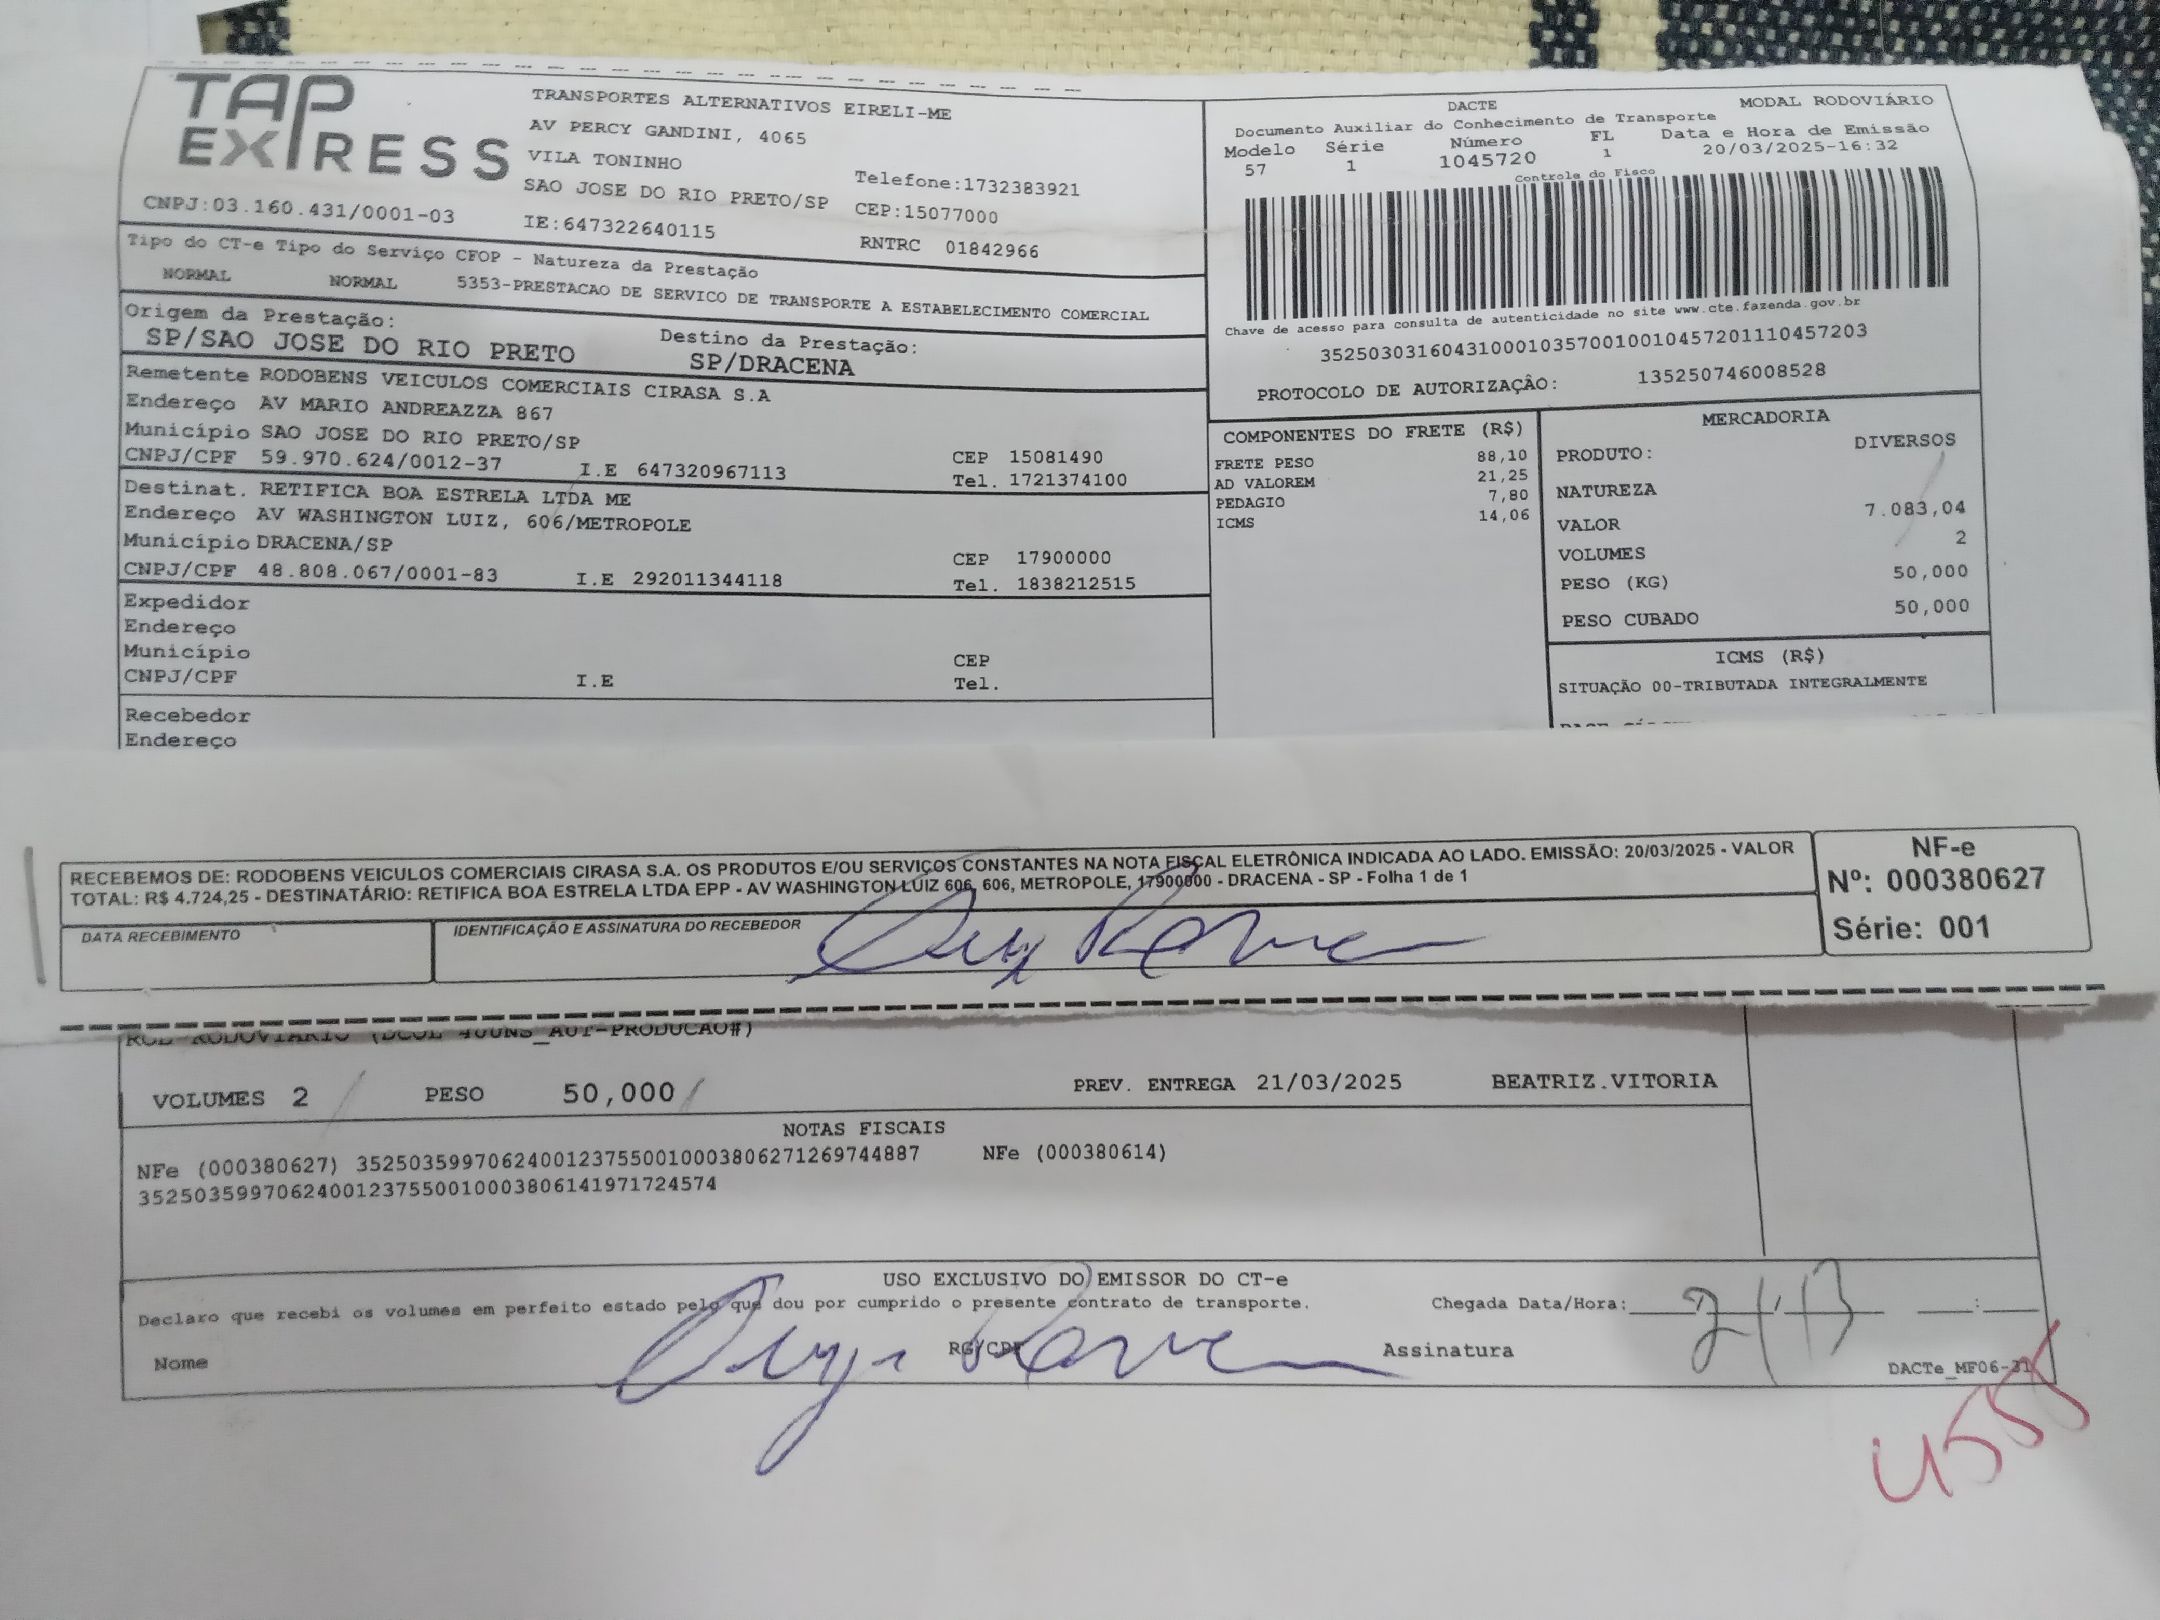 TAP EXPRESS
TRANSPORTES ALTERNATIVOS EIRELI-ME
AV PERCY GANDINI, 4065
VILA TONINHO
Telefone:1732383921
SAO JOSE DO RIO PRETO/SP CEP:15077000
CNPJ:03.160.431/0001-03 IE:647322640115 RNTRC 01842966
DACTE MODAL RODOVIÁRIO
Documento Auxiliar do Conhecimento de Transporte
Modelo Série Número FL Data e Hora de Emissão
57 1 1045720 1 20/03/2025-16:32
Controle do Fisco
Chave de acesso para consulta de autenticidade no site www.cte.fazenda.gov.br
35250303160431000103570010010457201110457203
PROTOCOLO DE AUTORIZAÇÃO: 135250746008528
Tipo do CT-e Tipo do Serviço CFOP - Natureza da Prestação
NORMAL NORMAL 5353-PRESTACAO DE SERVICO DE TRANSPORTE A ESTABELECIMENTO COMERCIAL
Origem da Prestação: Destino da Prestação:
SP/SAO JOSE DO RIO PRETO SP/DRACENA
Remetente RODOBENS VEICULOS COMERCIAIS CIRASA S.A
Endereço AV MARIO ANDREAZZA 867
Município SAO JOSE DO RIO PRETO/SP CEP 15081490
CNPJ/CPF 59.970.624/0012-37 I.E 647320967113 Tel. 1721374100
Destinat. RETIFICA BOA ESTRELA LTDA ME
Endereço AV WASHINGTON LUIZ, 606/METROPOLE
Município DRACENA/SP CEP 17900000
CNPJ/CPF 48.808.067/0001-83 I.E 292011344118 Tel. 1838212515
Expedidor
Endereço
Município CEP
CNPJ/CPF I.E Tel.
Recebedor
Endereço
COMPONENTES DO FRETE (R$)
FRETE PESO 88,10
AD VALOREM 21,25
PEDAGIO 7,80
ICMS 14,06
MERCADORIA
PRODUTO: DIVERSOS
NATUREZA
VALOR 7.083,04
VOLUMES 2
PESO (KG) 50,000
PESO CUBADO 50,000
ICMS (R$)
SITUAÇÃO 00-TRIBUTADA INTEGRALMENTE
RECEBEMOS DE: RODOBENS VEICULOS COMERCIAIS CIRASA S.A. OS PRODUTOS E/OU SERVIÇOS CONSTANTES NA NOTA FISCAL ELETRÔNICA INDICADA AO LADO. EMISSÃO: 20/03/2025 - VALOR
TOTAL: R$ 4.724,25 - DESTINATÁRIO: RETIFICA BOA ESTRELA LTDA EPP - AV WASHINGTON LUIZ 606, 606, METROPOLE, 17900000 - DRACENA - SP - Folha 1 de 1
DATA RECEBIMENTO IDENTIFICAÇÃO E ASSINATURA DO RECEBEDOR
NF-e
Nº: 000380627
Série: 001
VOLUMES 2 PESO 50,000 PREV. ENTREGA 21/03/2025 BEATRIZ.VITORIA
NOTAS FISCAIS
NFe (000380627) 35250359970624001237550010003806271269744887 NFe (000380614)
35250359970624001237550010003806141971724574
USO EXCLUSIVO DO EMISSOR DO CT-e
Declaro que recebi os volumes em perfeito estado pelo que dou por cumprido o presente contrato de transporte. Chegada Data/Hora: 21/13
Nome RG/CPF Assinatura
DACTe_MF06-31